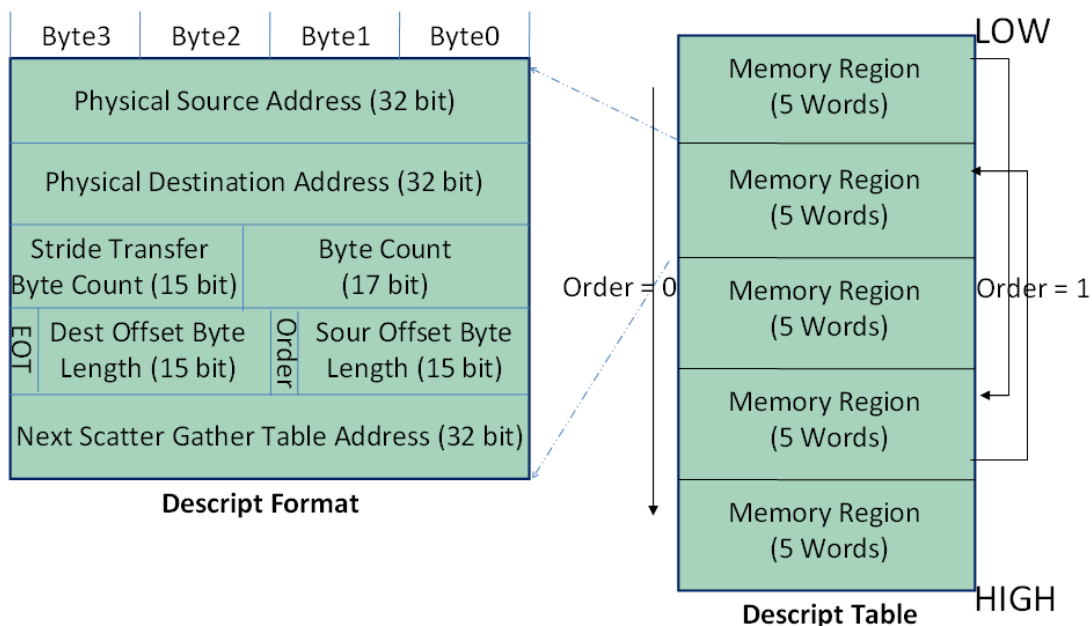 Byte3 Byte2 Byte1 Byte0
Physical Source Address (32 bit)
Physical Destination Address (32 bit)
Stride Transfer
Byte Count (15 bit)
Byte Count
(17 bit)
EOT
Dest Offset Byte
Length (15 bit)
Order
Sour Offset Byte
Length (15 bit)
Next Scatter Gather Table Address (32 bit)
Descript Format
LOW
Memory Region
(5 Words)
Memory Region
(5 Words)
Order = 0
Memory Region
(5 Words)
Order = 1
Memory Region
(5 Words)
Memory Region
(5 Words)
HIGH
Descript Table